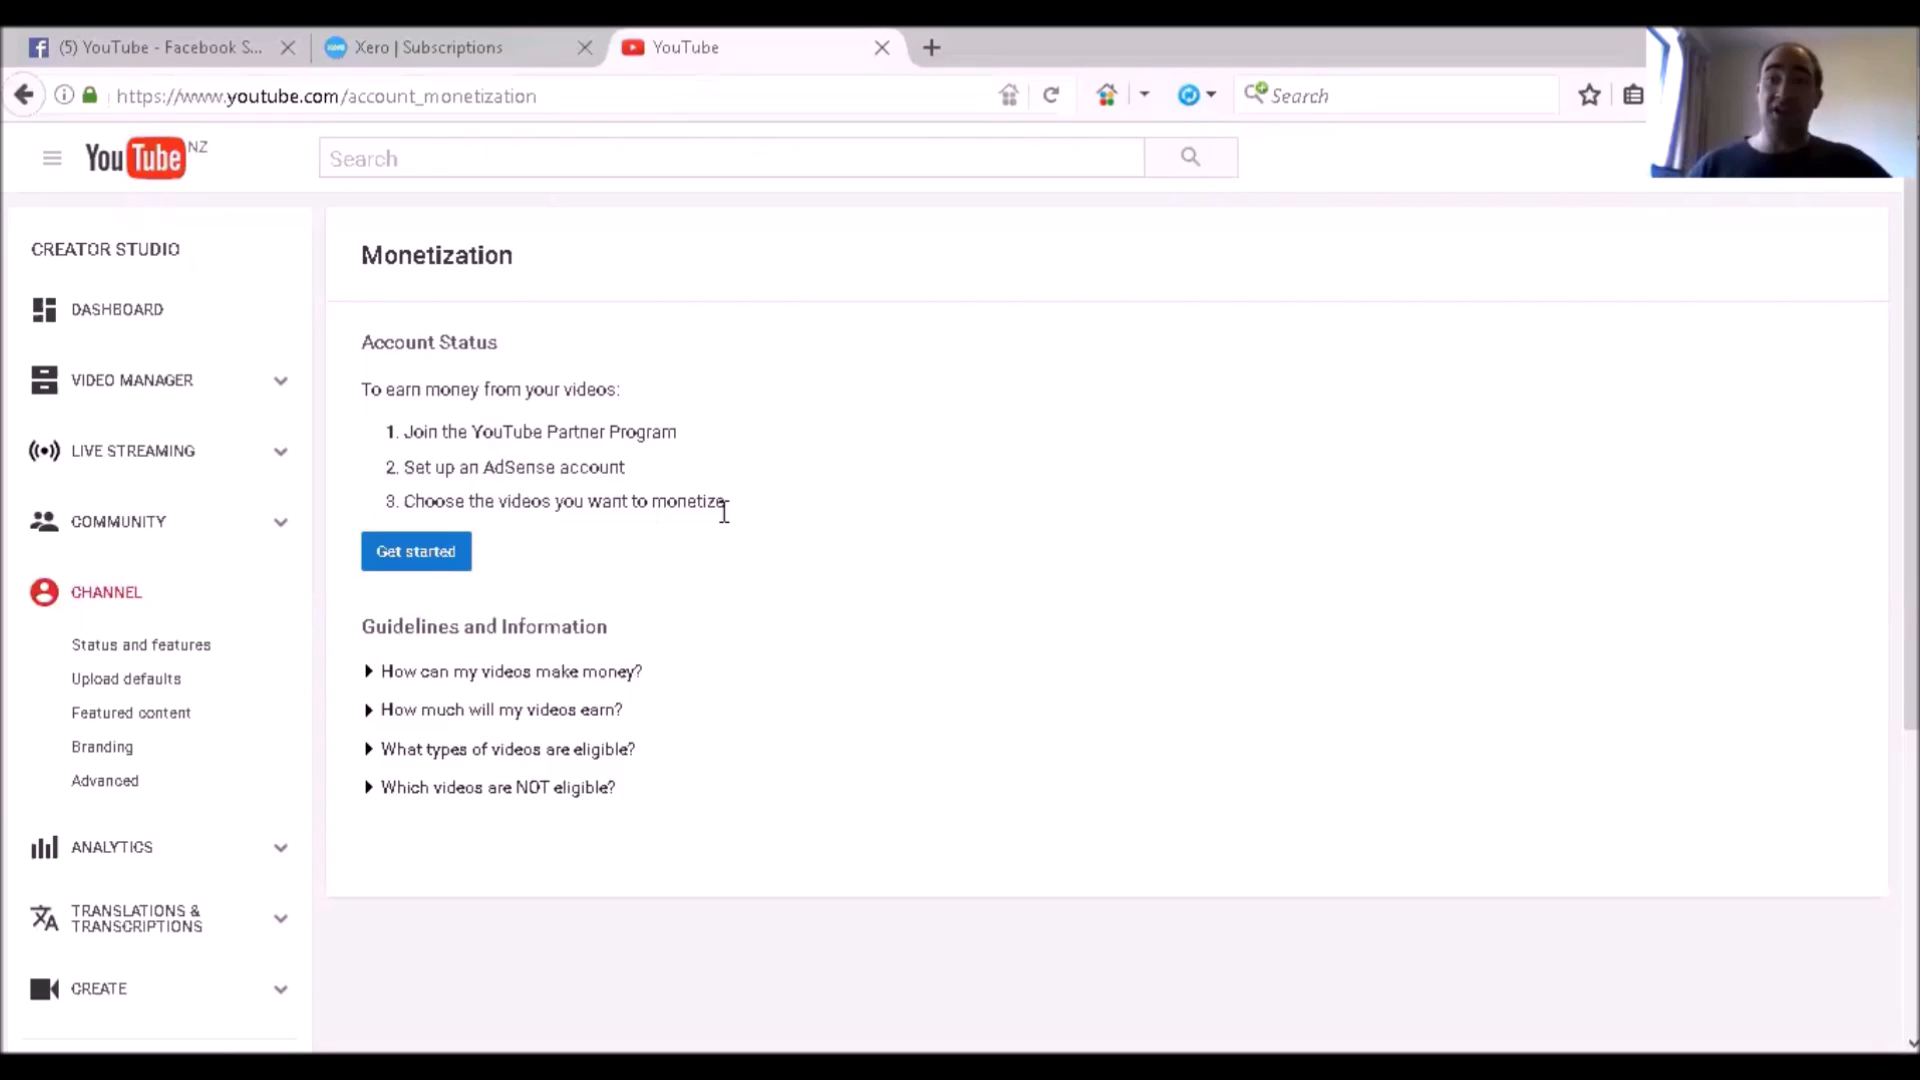 (5) YouTube - Facebook S...
Xero | Subscriptions
YouTube
https://www.youtube.com/account_monetization
Search
YouTube NZ
Search
CREATOR STUDIO
DASHBOARD
VIDEO MANAGER
LIVE STREAMING
COMMUNITY
CHANNEL
Status and features
Upload defaults
Featured content
Branding
Advanced
ANALYTICS
TRANSLATIONS &
TRANSCRIPTIONS
CREATE
Monetization
Account Status
To earn money from your videos:
1. Join the YouTube Partner Program
2. Set up an AdSense account
3. Choose the videos you want to monetize
Get started
Guidelines and Information
How can my videos make money?
How much will my videos earn?
What types of videos are eligible?
Which videos are NOT eligible?